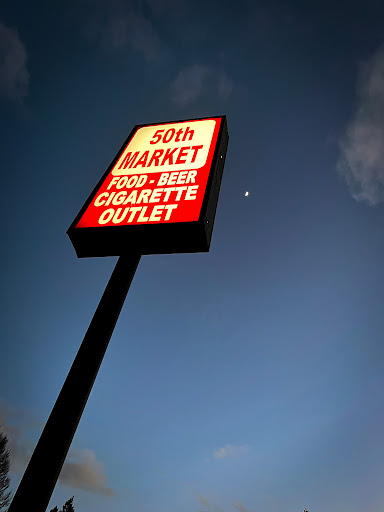 50th
MARKET
FOOD - BEER
CIGARETTE
OUTLET